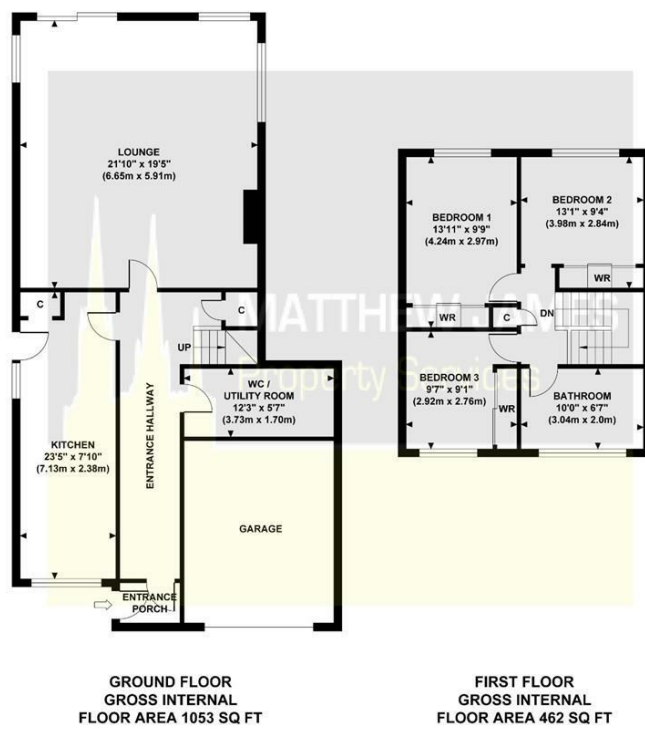 LOUNGE
21'10" x 19'5"
(6.65m x 5.91m)
C
C
UP
MATTHEW JAMES
Property Services
WC /
UTILITY ROOM
12'3" x 5'7"
(3.73m x 1.70m)
KITCHEN
23'5" x 7'10"
(7.13m x 2.38m)
ENTRANCE HALLWAY
GARAGE
ENTRANCE
PORCH
GROUND FLOOR
GROSS INTERNAL
FLOOR AREA 1053 SQ FT
BEDROOM 1
13'11" x 9'9"
(4.24m x 2.97m)
BEDROOM 2
13'1" x 9'4"
(3.98m x 2.84m)
WR
WR
C
DN
BEDROOM 3
9'7" x 9'1"
(2.92m x 2.76m)
WR
BATHROOM
10'0" x 6'7"
(3.04m x 2.0m)
FIRST FLOOR
GROSS INTERNAL
FLOOR AREA 462 SQ FT